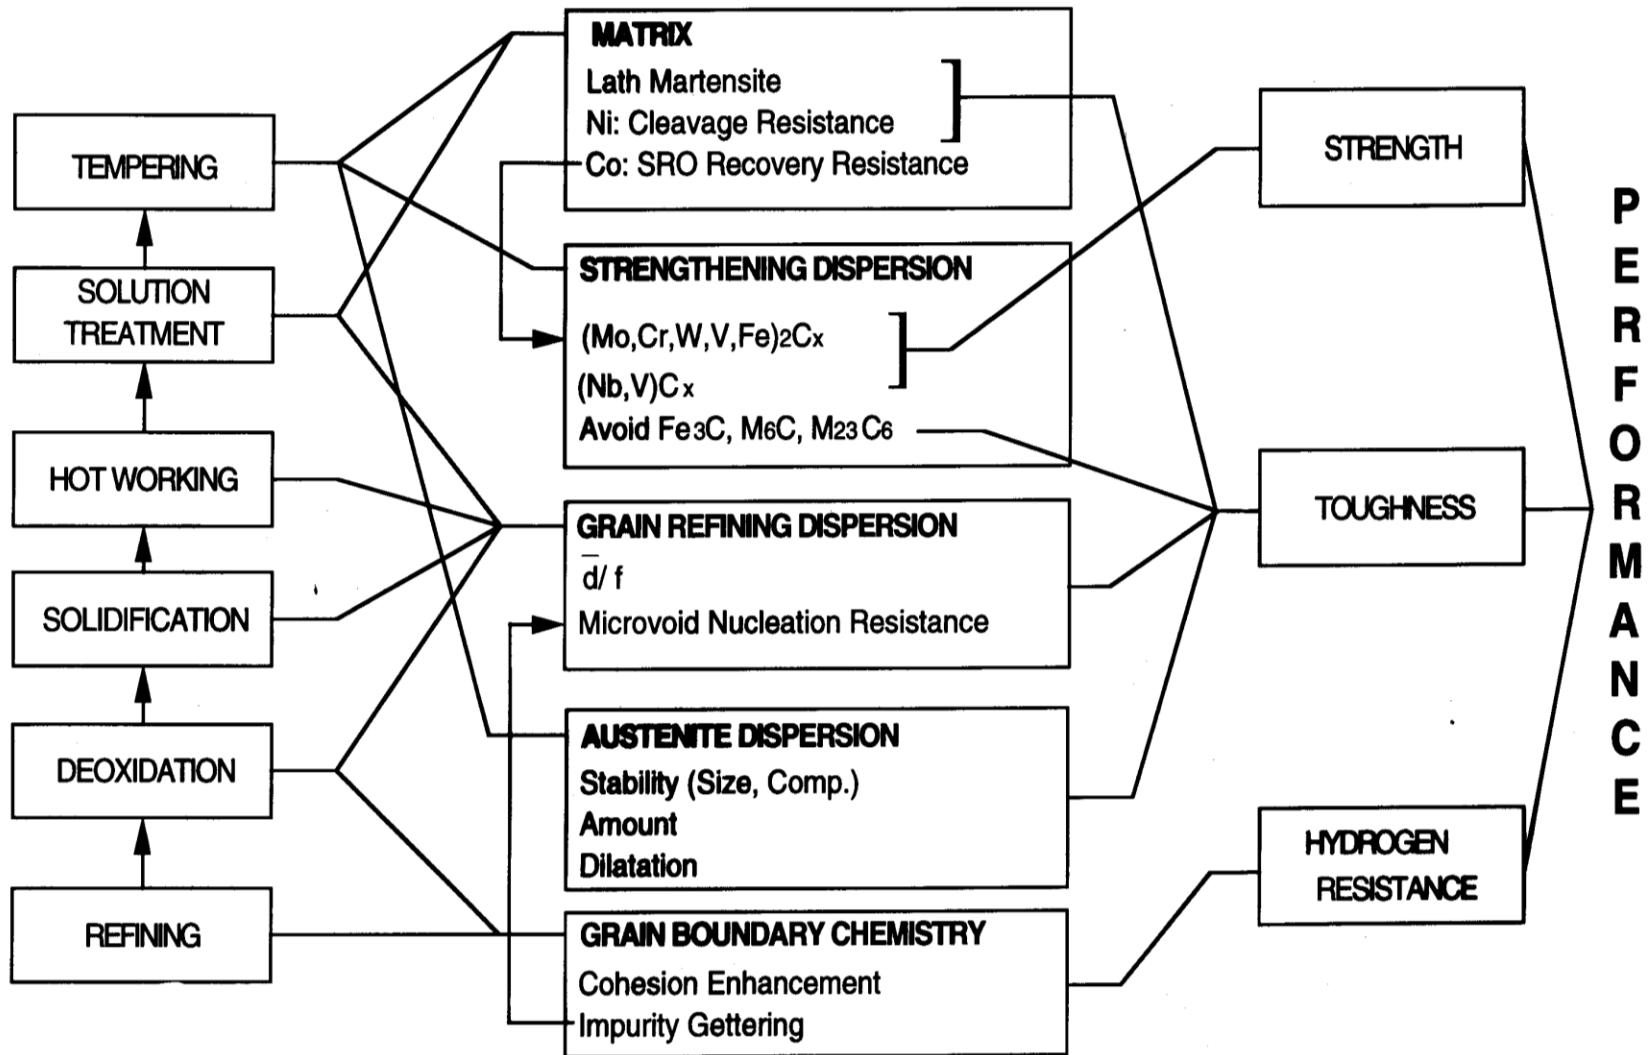 TEMPERING
SOLUTION
TREATMENT
HOT WORKING
SOLIDIFICATION
DEOXIDATION
REFINING
MATRIX
Lath Martensite
Ni: Cleavage Resistance
Co: SRO Recovery Resistance
STRENGTHENING DISPERSION
(Mo,Cr,W,V,Fe)2Cx
(Nb,V)Cx
Avoid Fe3C, M6C, M23C6
GRAIN REFINING DISPERSION
d̅/ f
Microvoid Nucleation Resistance
AUSTENITE DISPERSION
Stability (Size, Comp.)
Amount
Dilatation
GRAIN BOUNDARY CHEMISTRY
Cohesion Enhancement
Impurity Gettering
STRENGTH
TOUGHNESS
HYDROGEN
RESISTANCE
PERFORMANCE